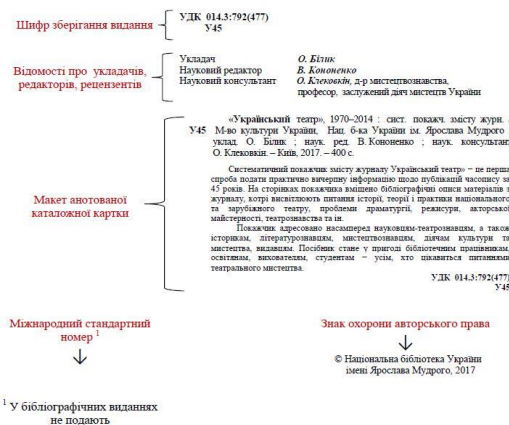 Шифр зберігання видання
УДК 014.3:792(477)
У45
Відомості про укладачів,
редакторів, рецензентів
Укладач О. Білик
Науковий редактор В. Кононенко
Науковий консультант О. Клековкін, д-р мистецтвознавства,
професор, заслужений діяч мистецтв України
Макет анотованої
каталожної картки
«Український театр», 1970–2014 : сист. покажч. змісту журн. /
У45 М-во культури України, Нац. б-ка України ім. Ярослава Мудрого ;
уклад. О. Білик ; наук. ред. В. Кононенко ; наук. консультант
О. Клековкін. – Київ, 2017. – 400 с.
Систематичний покажчик змісту журналу Український театр» – це перша
спроба подати практично вичерпну інформацію щодо публікацій часопису за
45 років. На сторінках покажчика вміщено бібліографічні описи матеріалів з
журналу, котрі висвітлюють питання історії, теорії і практики національного
та зарубіжного театру, проблеми драматургії, режисури, акторської
майстерності, театрознавства та ін.
Покажчик адресовано насамперед науковцям-театрознавцям, а також
історикам, літературознавцям, мистецтвознавцям, діячам культури та
мистецтва, видавцям. Посібник стане у пригоді бібліотечним працівникам,
освітянам, вихователям, студентам – усім, хто цікавиться питаннями
театрального мистецтва.
УДК 014.3:792(477)
У45
Міжнародний стандартний
номер ¹
Знак охорони авторського права
© Національна бібліотека України
імені Ярослава Мудрого, 2017
¹ У бібліографічних виданнях
не подають